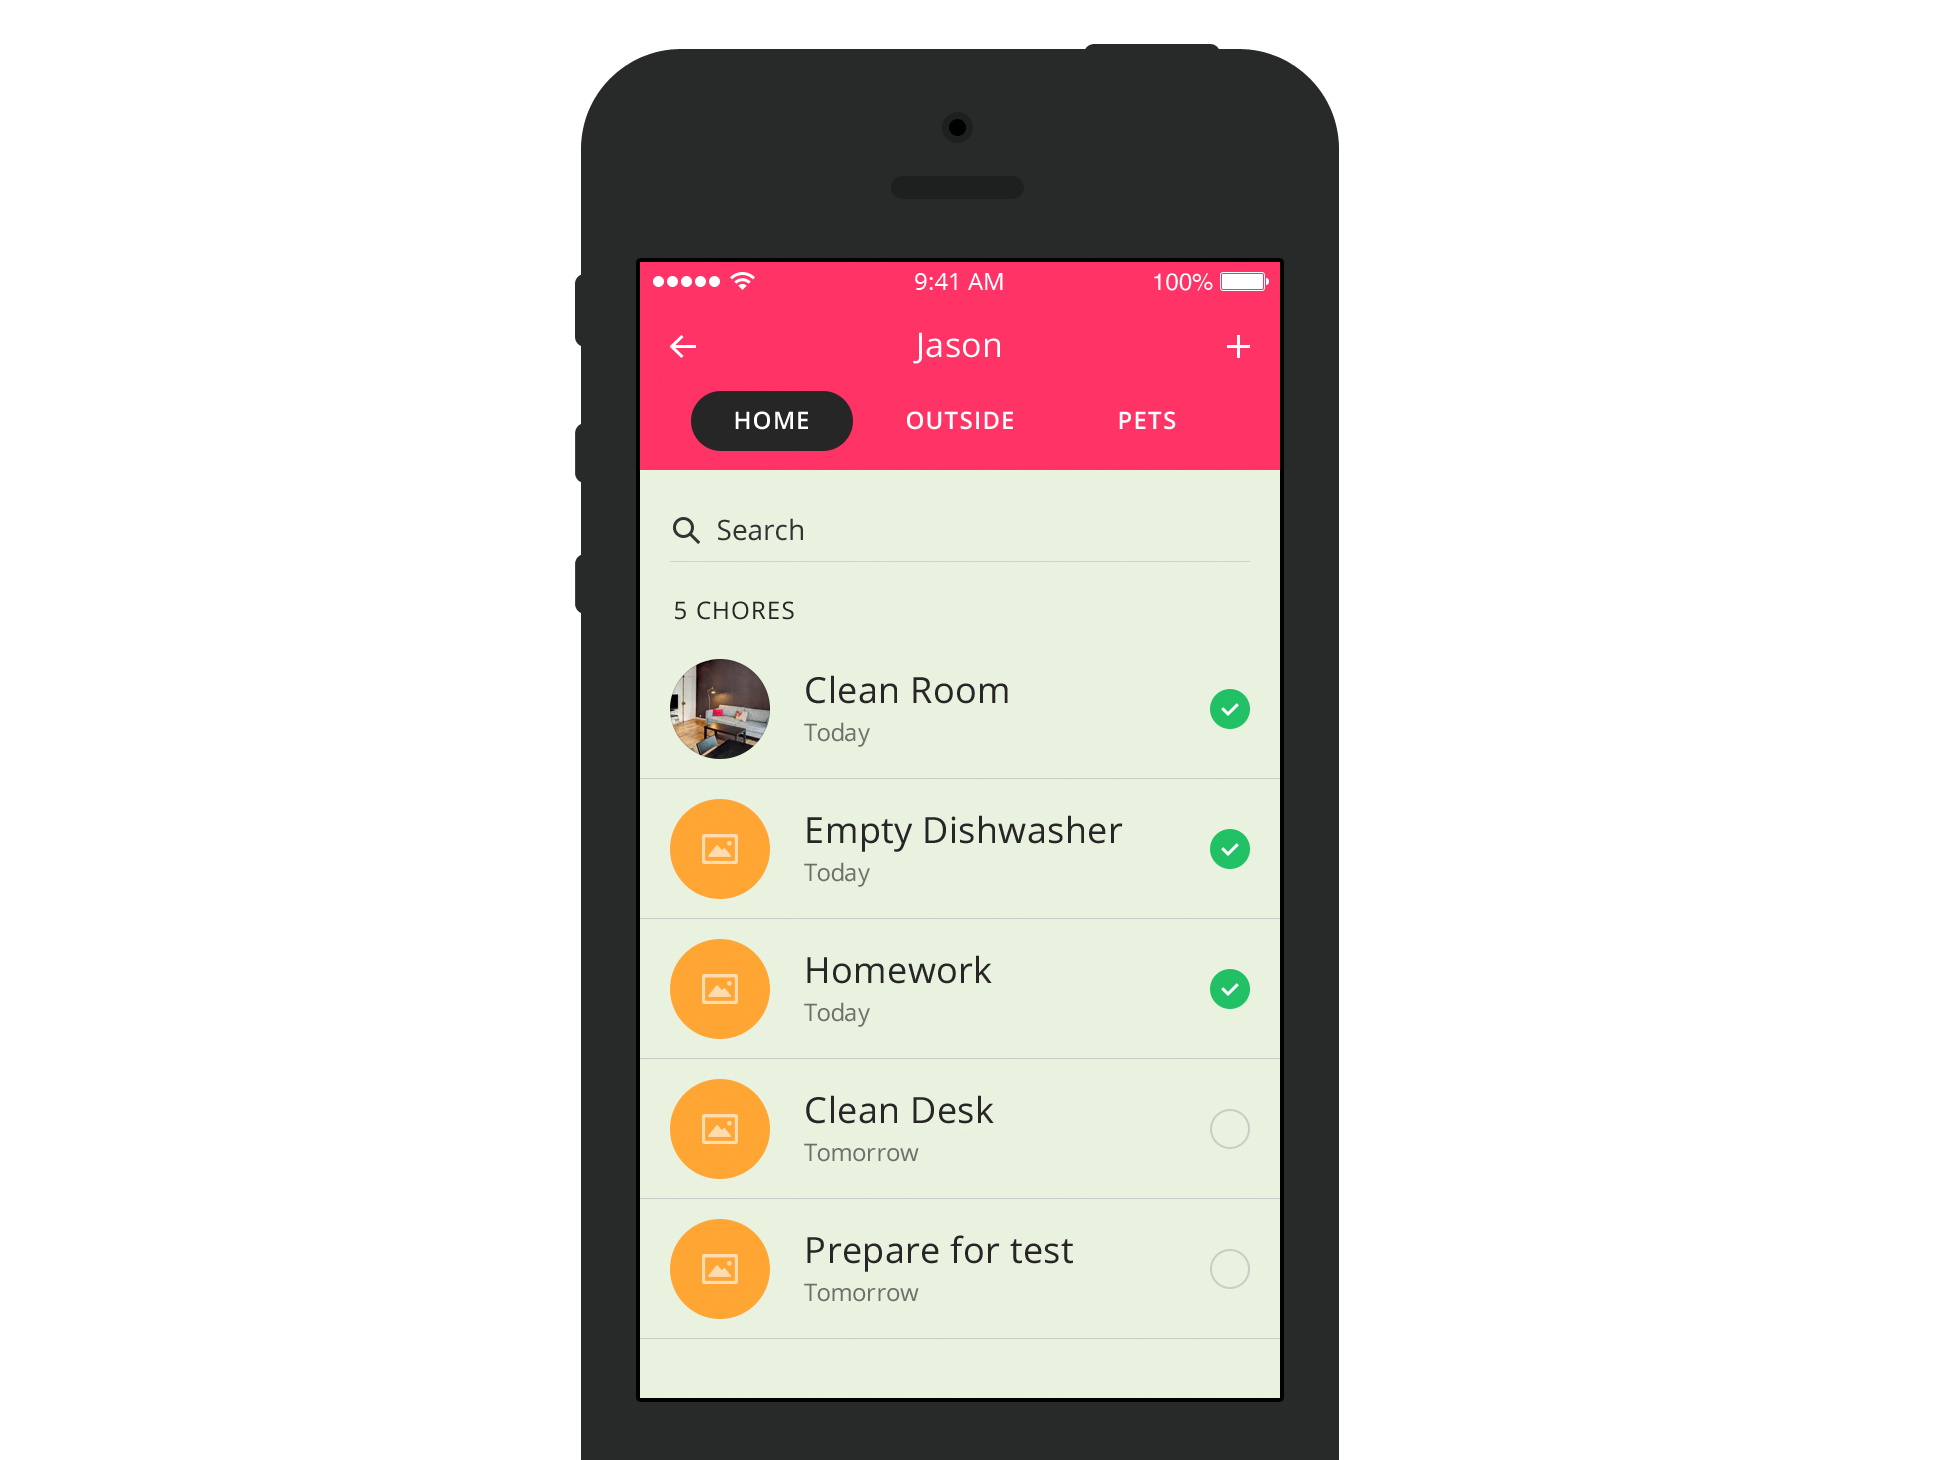 9:41 AM
100%
Jason
HOME
OUTSIDE
PETS
Search
5 CHORES
Clean Room
Today
Empty Dishwasher
Today
Homework
Today
Clean Desk
Tomorrow
Prepare for test
Tomorrow